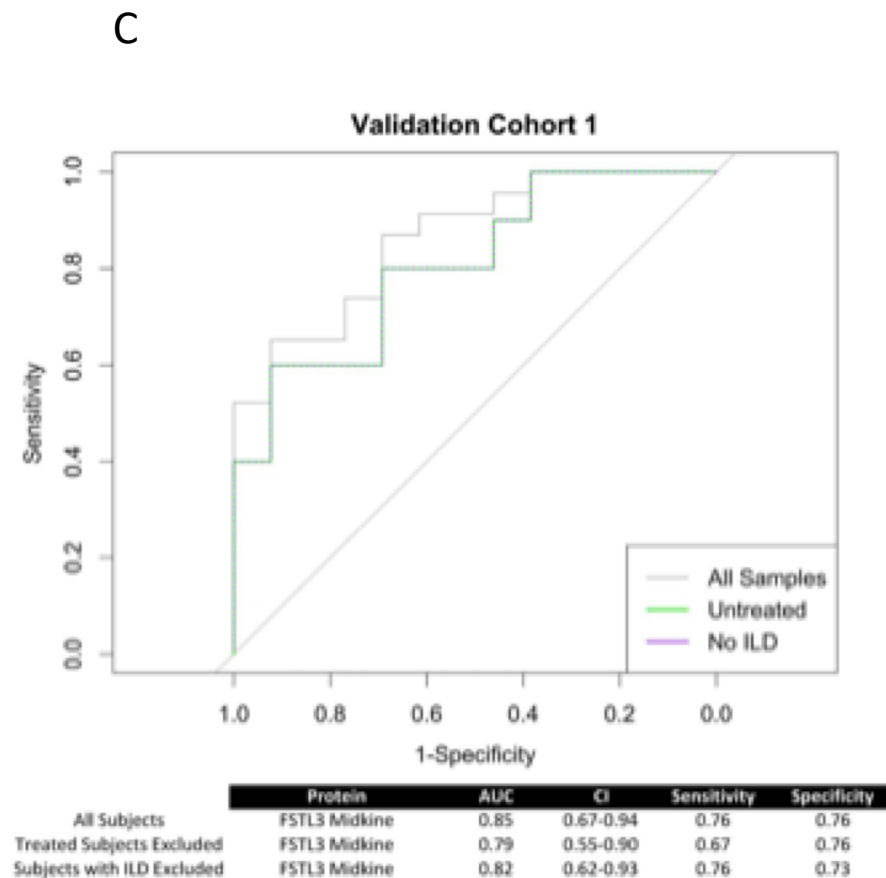 C
Validation Cohort 1
1.0
0.8
0.6
0.4
0.2
0.0
Sensitivity
All Samples
Untreated
No ILD
1.0 0.8 0.6 0.4 0.2 0.0
1-Specificity
Protein AUC CI Sensitivity Specificity
All Subjects FSTL3 Midkine 0.85 0.67-0.94 0.76 0.76
Treated Subjects Excluded FSTL3 Midkine 0.79 0.55-0.90 0.67 0.76
Subjects with ILD Excluded FSTL3 Midkine 0.82 0.62-0.93 0.76 0.73